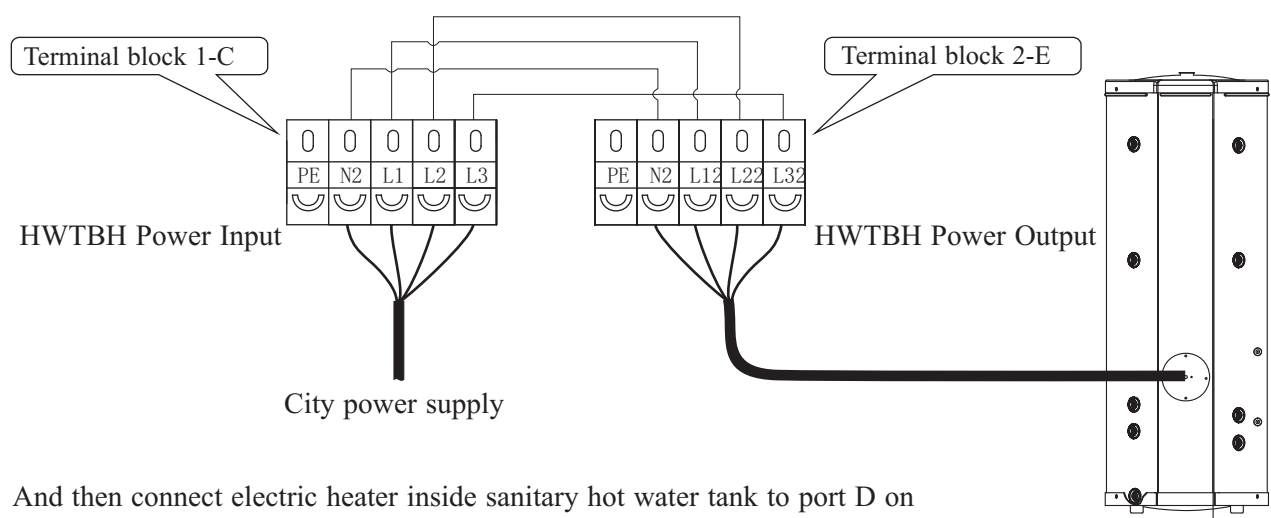 Terminal block 1-C
Terminal block 2-E
PE N2 L1 L2 L3
PE N2 L12 L22 L32
HWTBH Power Input
HWTBH Power Output
City power supply
And then connect electric heater inside sanitary hot water tank to port D on